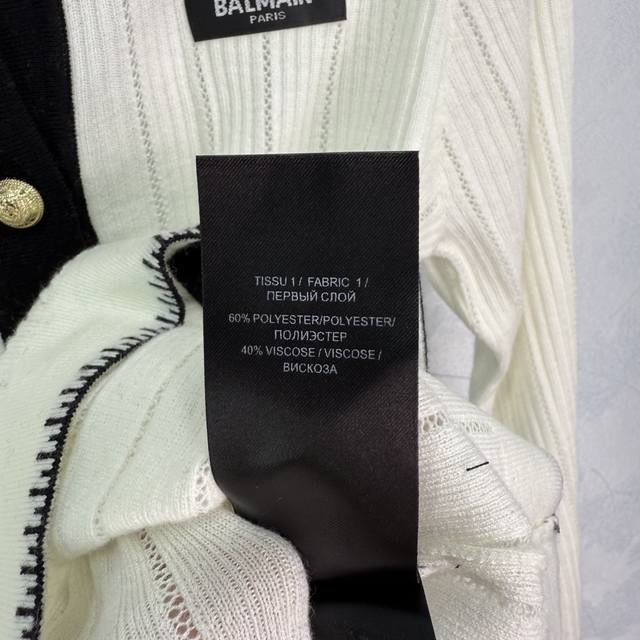 BALMAIN
PARIS
TISSU 1 / FABRIC 1 /
ПЕРВЫЙ СЛОЙ
60% POLYESTER/POLYESTER/
ПОЛИЭСТЕР
40% VISCOSE / VISCOSE /
ВИСКОЗА